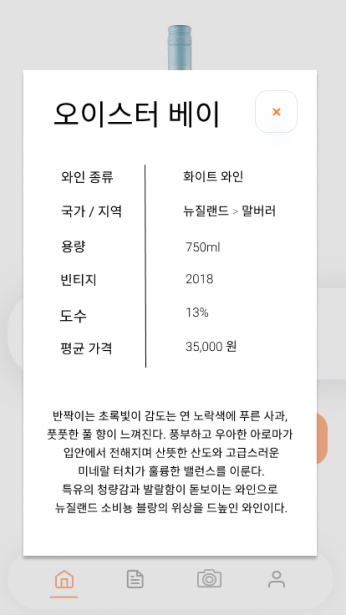 오이스터 베이
×
와인 종류 화이트 와인
국가 / 지역 뉴질랜드 > 말버러
용량 750ml
빈티지 2018
도수 13%
평균 가격 35,000 원
반짝이는 초록빛이 감도는 연 노락색에 푸른 사과,
풋풋한 풀 향이 느껴진다. 풍부하고 우아한 아로마가
입안에서 전해지며 산뜻한 산도와 고급스러운
미네랄 터치가 훌륭한 밸런스를 이룬다.
특유의 청량감과 발랄함이 돋보이는 와인으로
뉴질랜드 소비뇽 블랑의 위상을 드높인 와인이다.